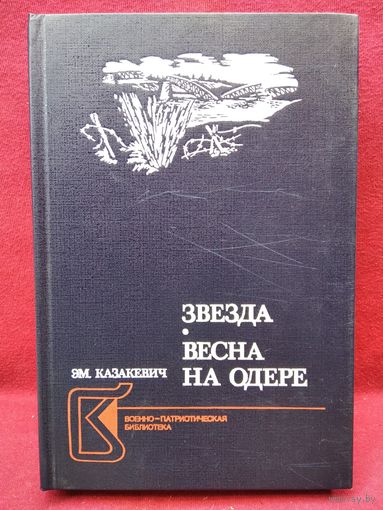 ЗВЕЗДА
•
ВЕСНА
ЭМ. КАЗАКЕВИЧ НА ОДЕРЕ
ВОЕННО-ПАТРИОТИЧЕСКАЯ
БИБЛИОТЕКА